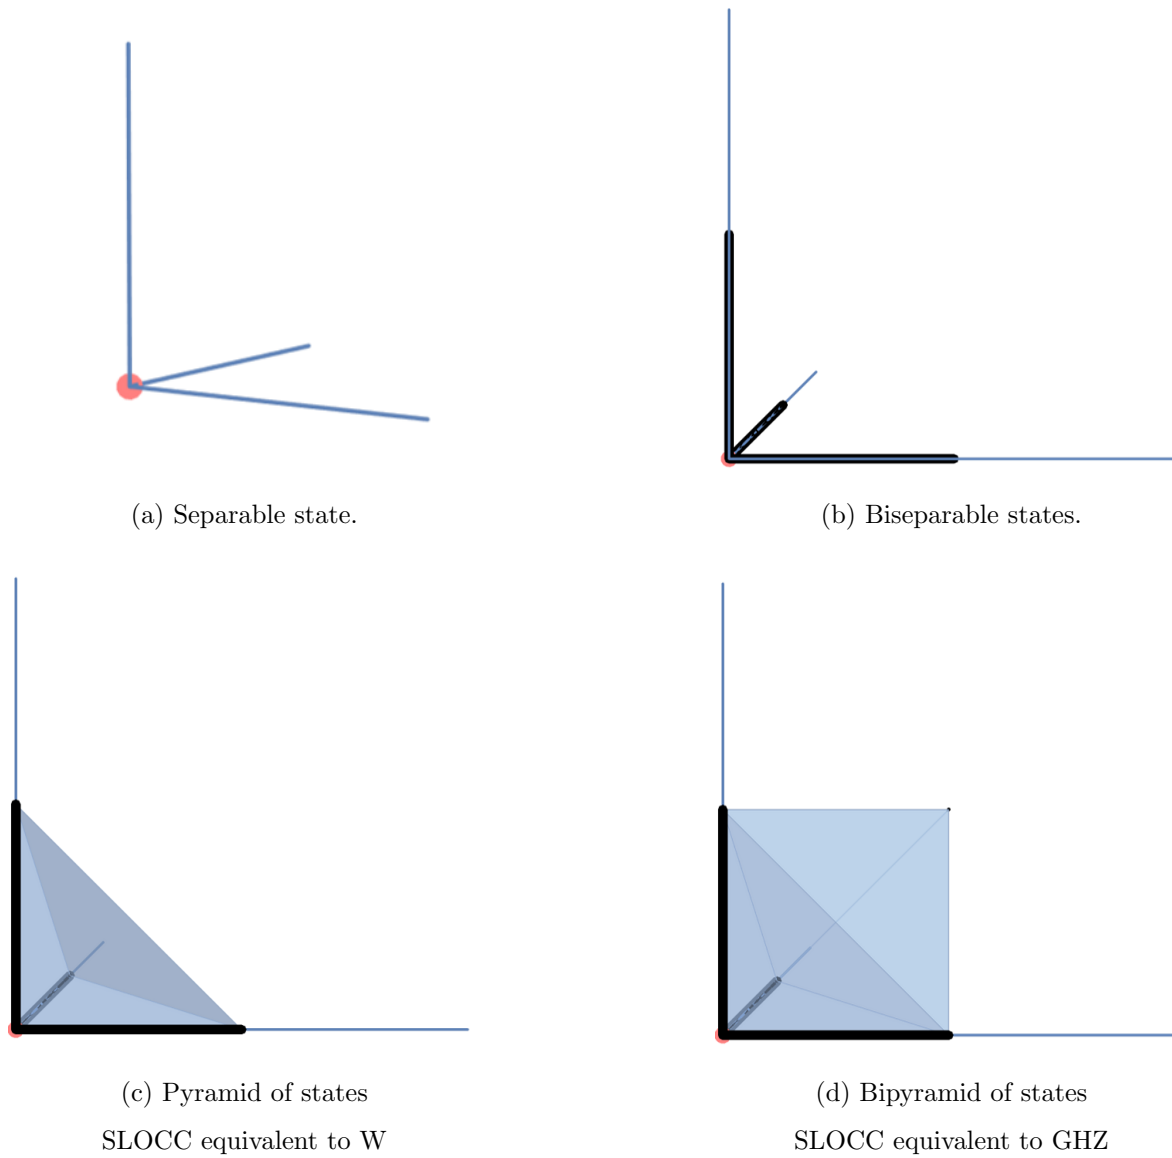 (a) Separable state.
(b) Biseparable states.
(c) Pyramid of states
SLOCC equivalent to W
(d) Bipyramid of states
SLOCC equivalent to GHZ